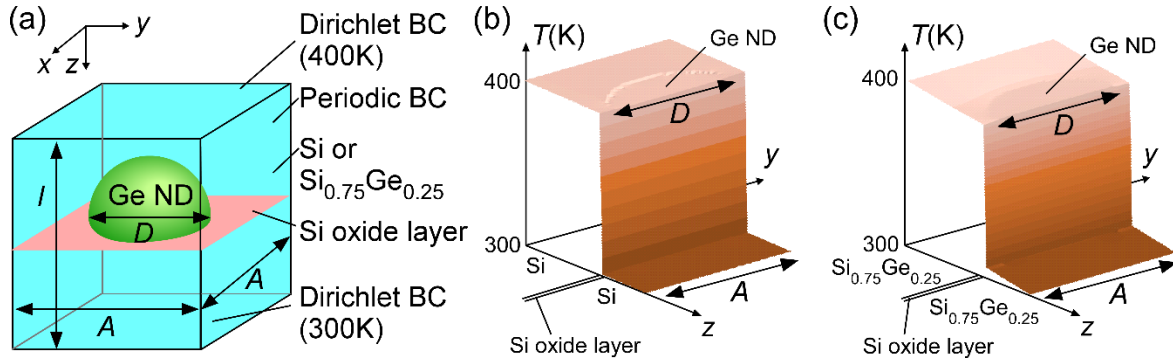 (a)
y
x
z
Dirichlet BC
(400K)
Periodic BC
Si or
Si0.75Ge0.25
Si oxide layer
Dirichlet BC
(300K)
l
Ge ND
D
A
A
(b)
T(K)
Ge ND
400
D
y
300
Si
Si
A
z
Si oxide layer
(c)
T(K)
Ge ND
400
D
y
300
Si0.75Ge0.25
Si0.75Ge0.25
A
z
Si oxide layer